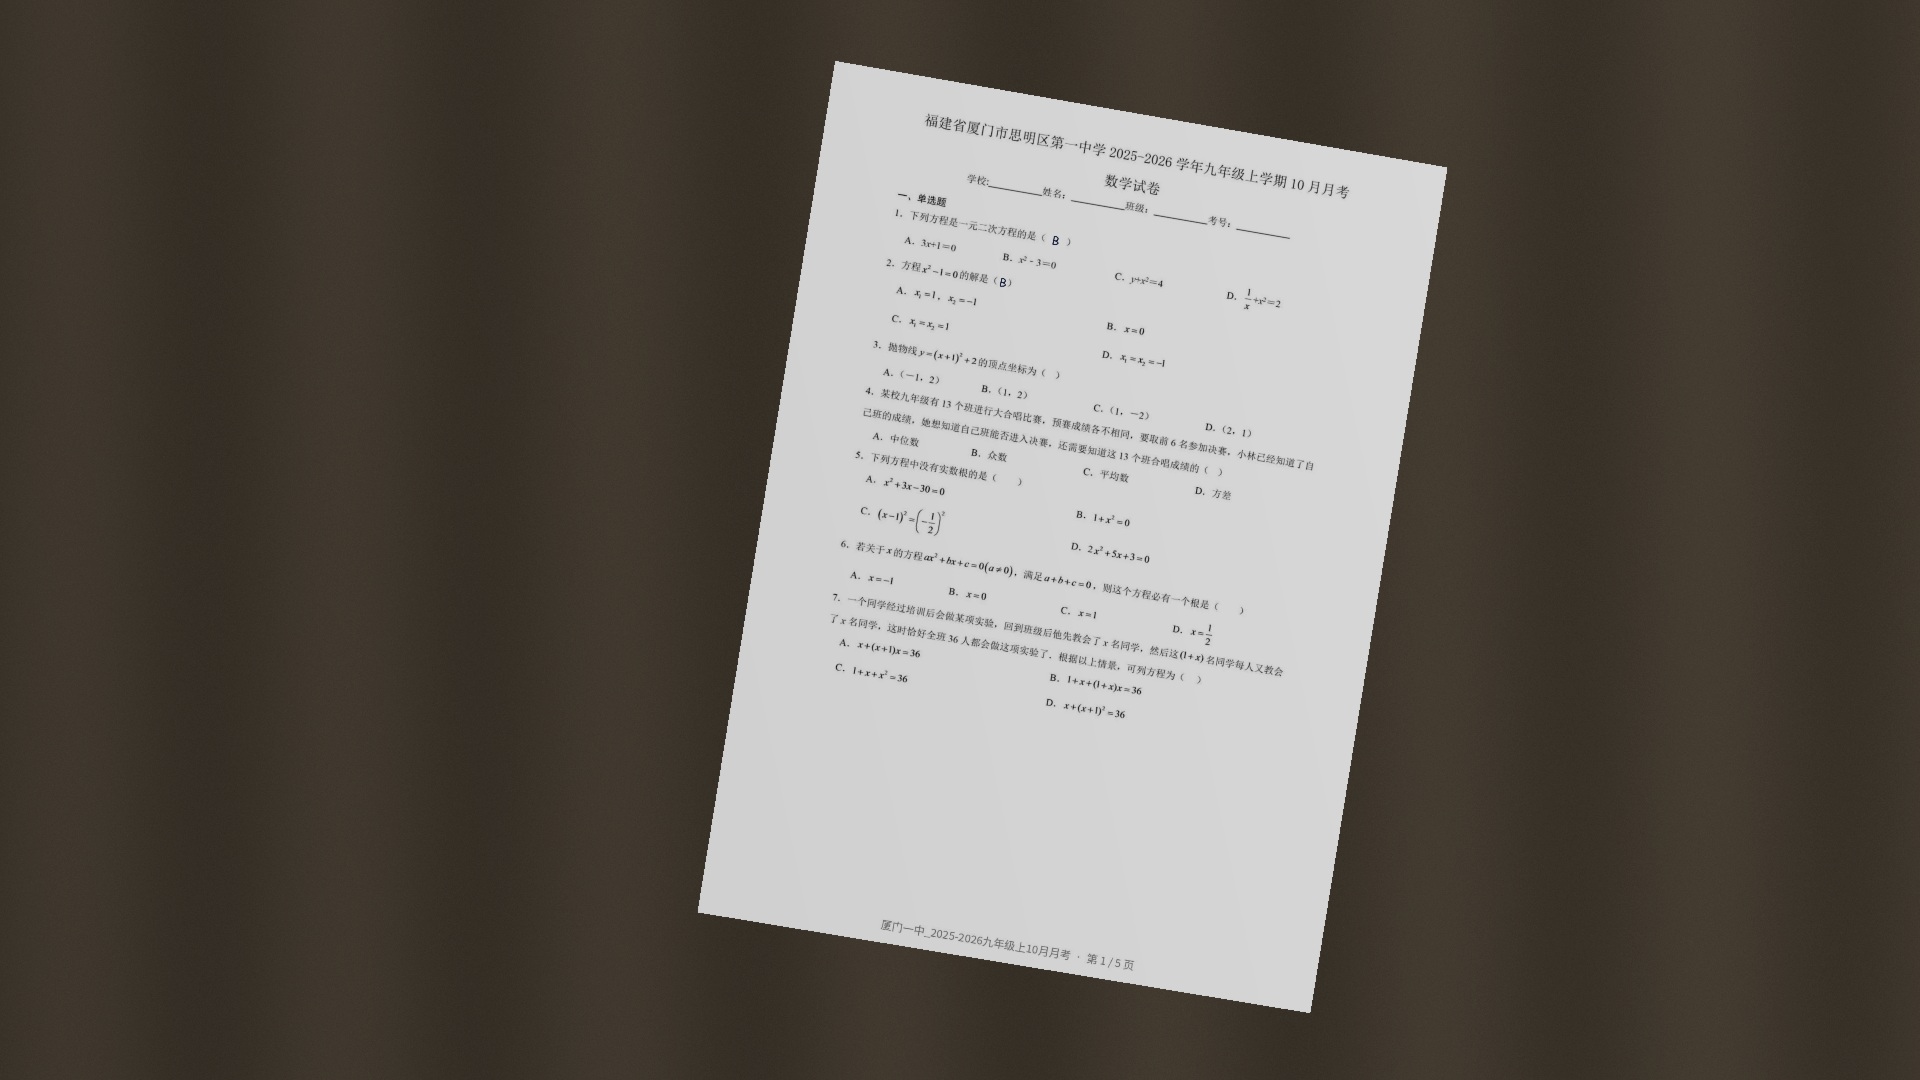 福建省厦门市思明区第一中学 2025-2026 学年九年级上学期 10 月月考
数学试卷
学校:________姓名：________班级：________考号：________
一、单选题
1．下列方程是一元二次方程的是（ B ）
A．3x+1＝0 B．x² - 3＝0 C．y+x²＝4 D．1/x+x²＝2
2．方程 x²−1=0 的解是（B）
A．x₁=1，x₂=−1 B．x=0
C．x₁=x₂=1 D．x₁=x₂=−1
3．抛物线 y=(x+1)²+2 的顶点坐标为（ ）
A．（－1，2） B．（1，2） C．（1，－2） D．（2，1）
4．某校九年级有 13 个班进行大合唱比赛，预赛成绩各不相同，要取前 6 名参加决赛，小林已经知道了自
己班的成绩，她想知道自己班能否进入决赛，还需要知道这 13 个班合唱成绩的（ ）
A．中位数 B．众数 C．平均数 D．方差
5．下列方程中没有实数根的是（ ）
A．x²+3x−30=0 B．1+x²=0
C．(x−1)²=(−1/2)² D．2x²+5x+3=0
6．若关于 x 的方程 ax²+bx+c=0(a≠0)，满足 a+b+c=0，则这个方程必有一个根是（ ）
A．x=−1 B．x=0 C．x=1 D．x=1/2
7．一个同学经过培训后会做某项实验，回到班级后他先教会了 x 名同学，然后这(1+x)名同学每人又教会
了 x 名同学，这时恰好全班 36 人都会做这项实验了．根据以上情景，可列方程为（ ）
A．x+(x+1)x=36 B．1+x+(1+x)x=36
C．1+x+x²=36 D．x+(x+1)²=36
厦门一中_2025-2026九年级上10月月考 · 第 1 / 5 页